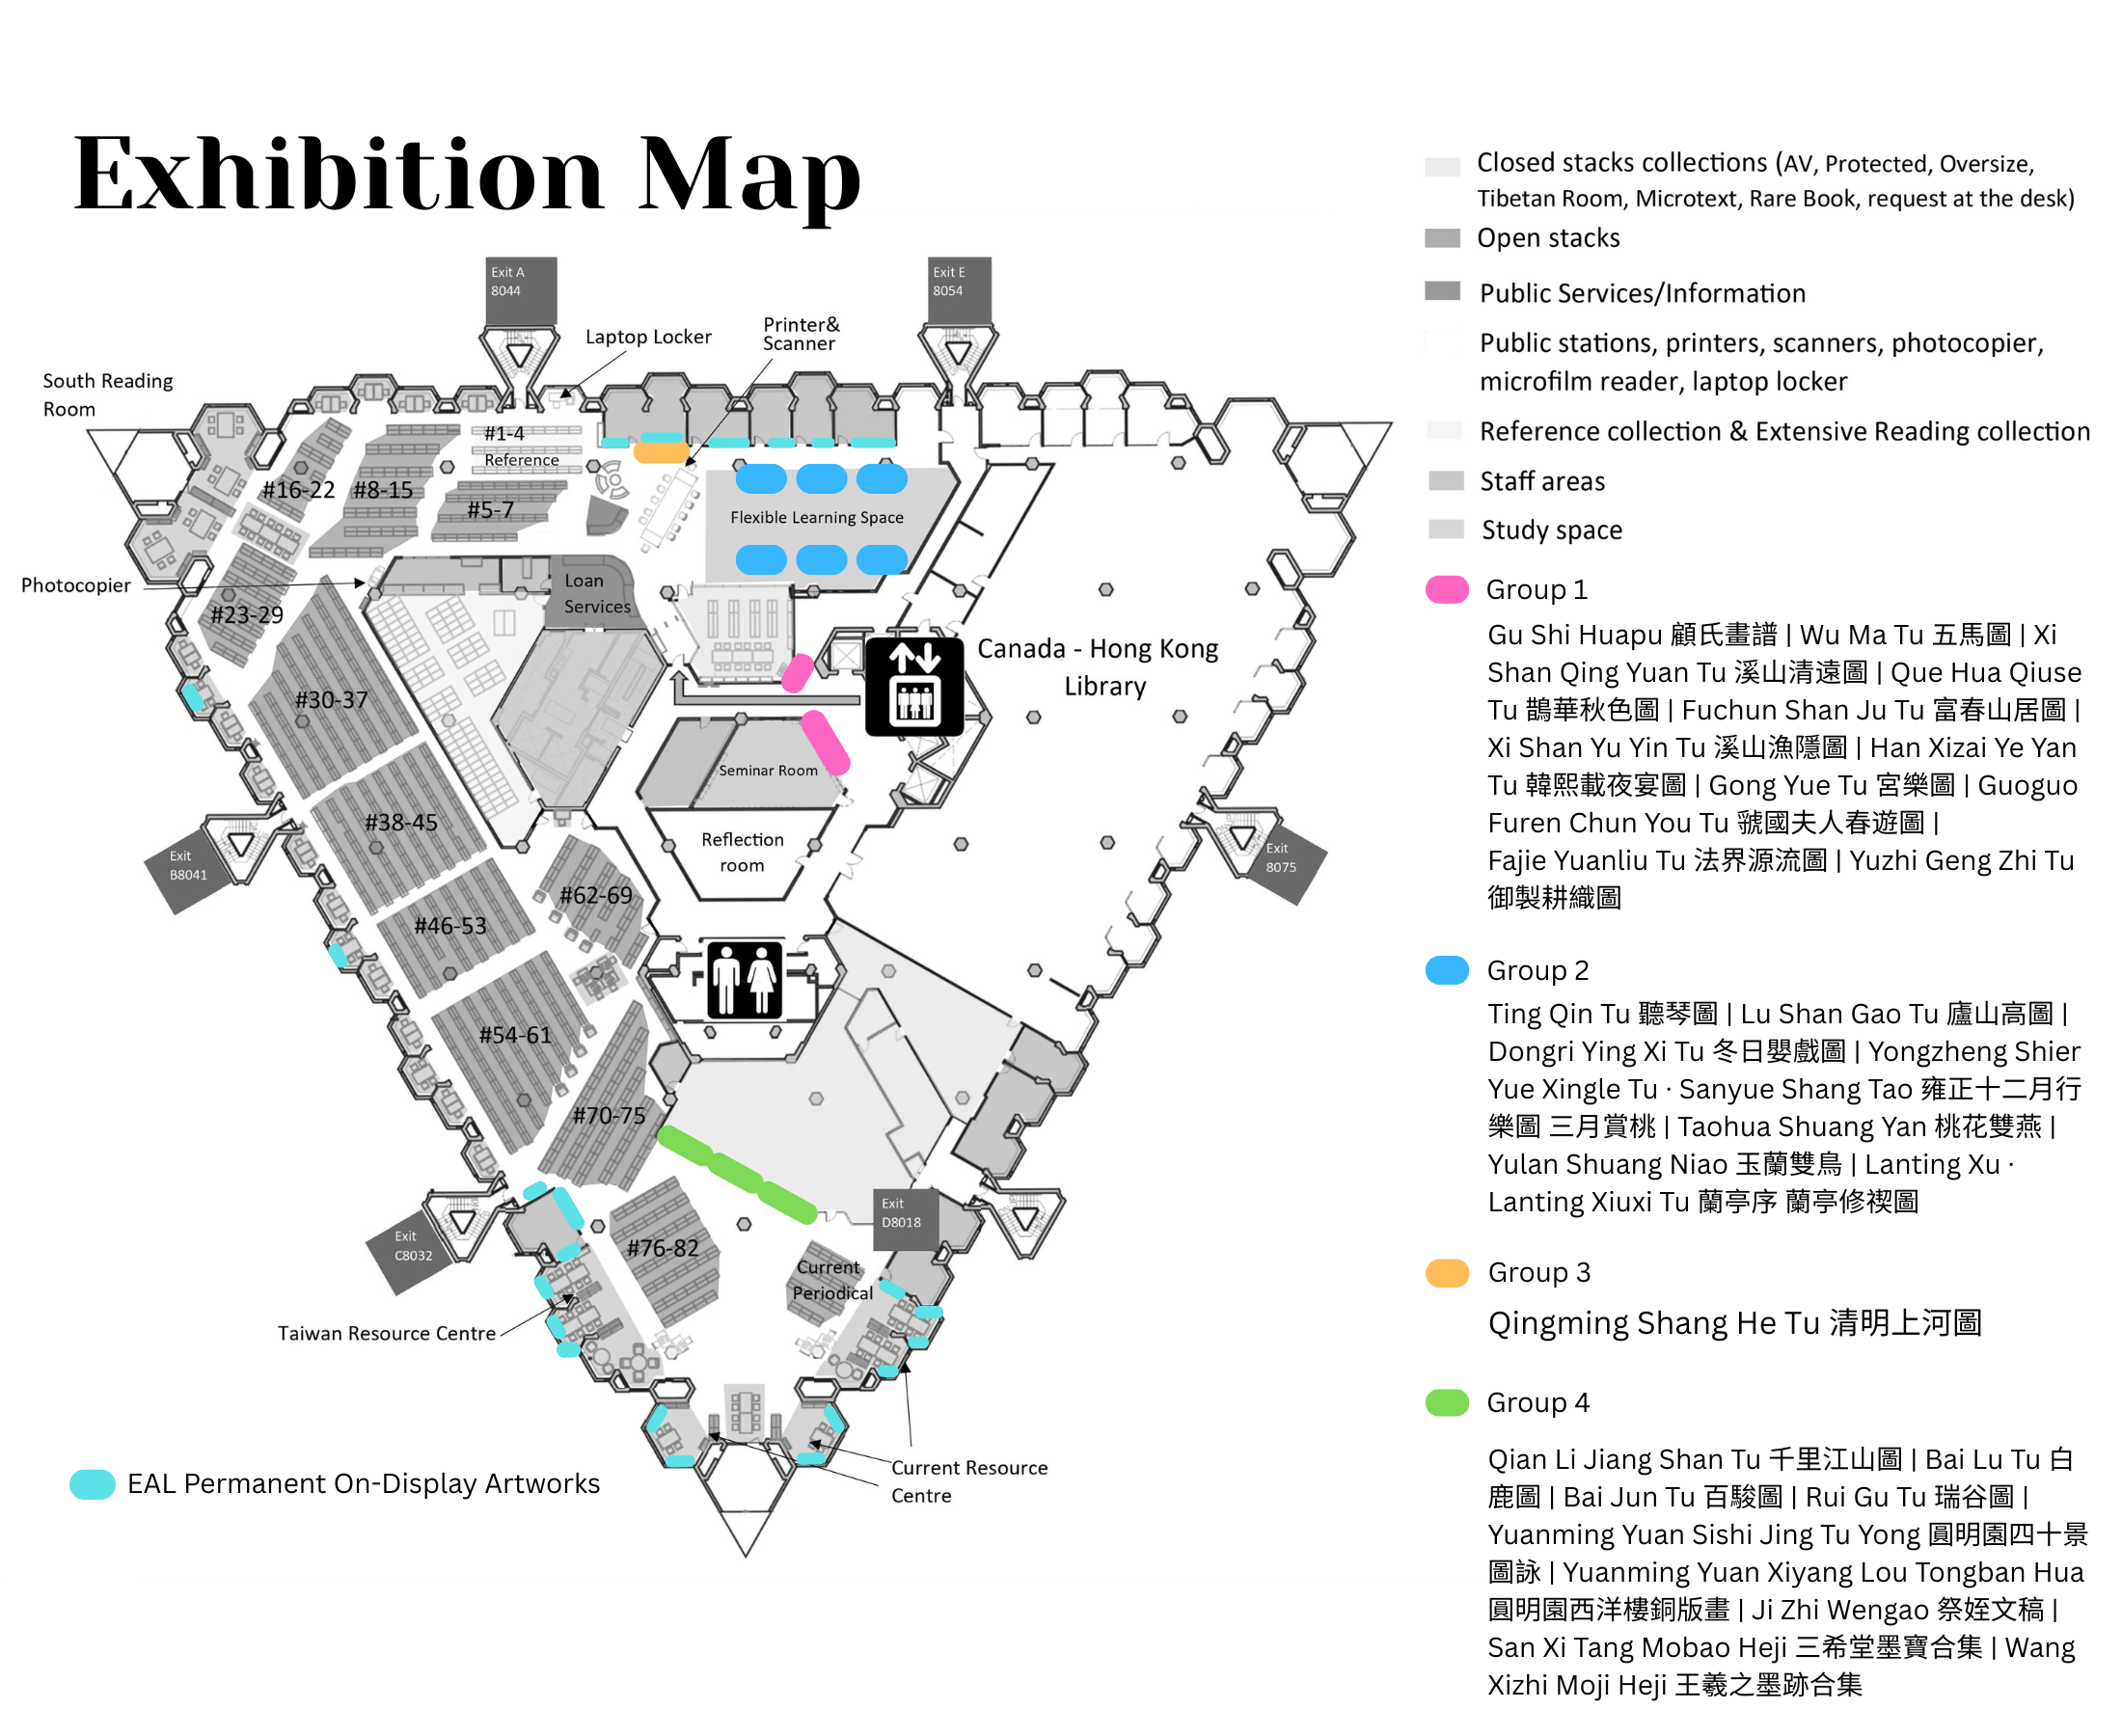 Exhibition Map
Exit A
8044
Exit E
8054
Laptop Locker
Printer&
Scanner
South Reading
Room
#1-4
Reference
#16-22
#8-15
#5-7
Flexible Learning Space
Photocopier
Loan
Services
#23-29
#30-37
Canada - Hong Kong
Library
Seminar Room
#38-45
Reflection
room
Exit
B8041
Exit
8075
#62-69
#46-53
#54-61
#70-75
Exit
C8032
Exit
D8018
#76-82
Current
Periodical
Taiwan Resource Centre
Current Resource
Centre
EAL Permanent On-Display Artworks
Closed stacks collections (AV, Protected, Oversize,
Tibetan Room, Microtext, Rare Book, request at the desk)
Open stacks
Public Services/Information
Public stations, printers, scanners, photocopier,
microfilm reader, laptop locker
Reference collection & Extensive Reading collection
Staff areas
Study space
Group 1
Gu Shi Huapu 顧氏畫譜 | Wu Ma Tu 五馬圖 | Xi
Shan Qing Yuan Tu 溪山清遠圖 | Que Hua Qiuse
Tu 鵲華秋色圖 | Fuchun Shan Ju Tu 富春山居圖 |
Xi Shan Yu Yin Tu 溪山漁隱圖 | Han Xizai Ye Yan
Tu 韓熙載夜宴圖 | Gong Yue Tu 宮樂圖 | Guoguo
Furen Chun You Tu 虢國夫人春遊圖 |
Fajie Yuanliu Tu 法界源流圖 | Yuzhi Geng Zhi Tu
御製耕織圖
Group 2
Ting Qin Tu 聽琴圖 | Lu Shan Gao Tu 廬山高圖 |
Dongri Ying Xi Tu 冬日嬰戲圖 | Yongzheng Shier
Yue Xingle Tu · Sanyue Shang Tao 雍正十二月行
樂圖 三月賞桃 | Taohua Shuang Yan 桃花雙燕 |
Yulan Shuang Niao 玉蘭雙鳥 | Lanting Xu ·
Lanting Xiuxi Tu 蘭亭序 蘭亭修禊圖
Group 3
Qingming Shang He Tu 清明上河圖
Group 4
Qian Li Jiang Shan Tu 千里江山圖 | Bai Lu Tu 白
鹿圖 | Bai Jun Tu 百駿圖 | Rui Gu Tu 瑞谷圖 |
Yuanming Yuan Sishi Jing Tu Yong 圓明園四十景
圖詠 | Yuanming Yuan Xiyang Lou Tongban Hua
圓明園西洋樓銅版畫 | Ji Zhi Wengao 祭姪文稿 |
San Xi Tang Mobao Heji 三希堂墨寶合集 | Wang
Xizhi Moji Heji 王羲之墨跡合集